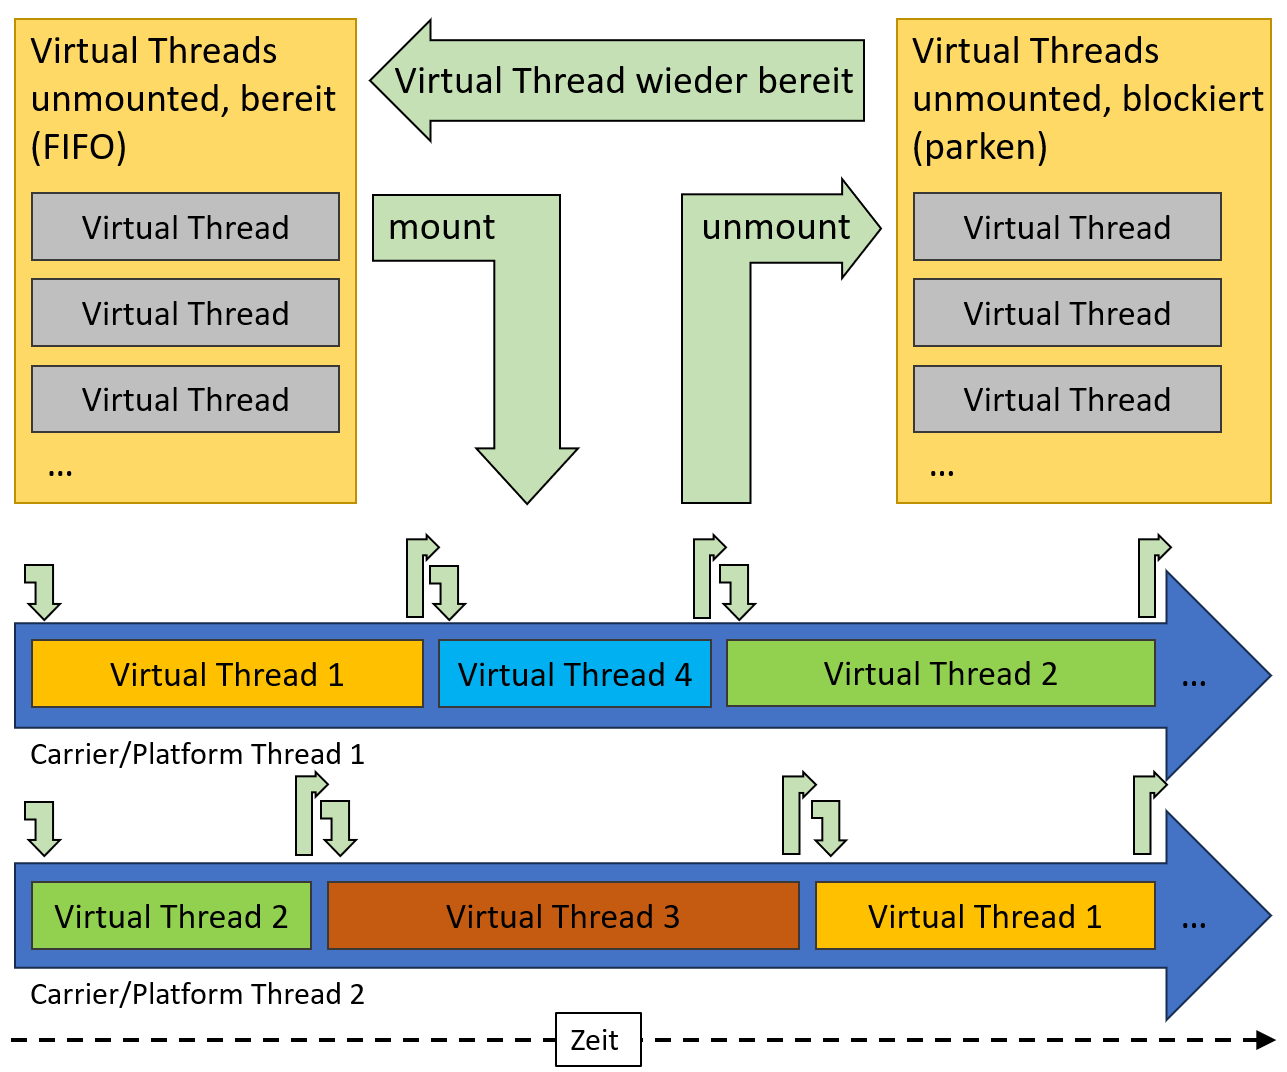 Virtual Threads
unmounted, bereit
(FIFO)
Virtual Thread
Virtual Thread
Virtual Thread
...
Virtual Thread wieder bereit
mount
unmount
Virtual Threads
unmounted, blockiert
(parken)
Virtual Thread
Virtual Thread
Virtual Thread
...
Virtual Thread 1
Virtual Thread 4
Virtual Thread 2
...
Carrier/Platform Thread 1
Virtual Thread 2
Virtual Thread 3
Virtual Thread 1
...
Carrier/Platform Thread 2
Zeit